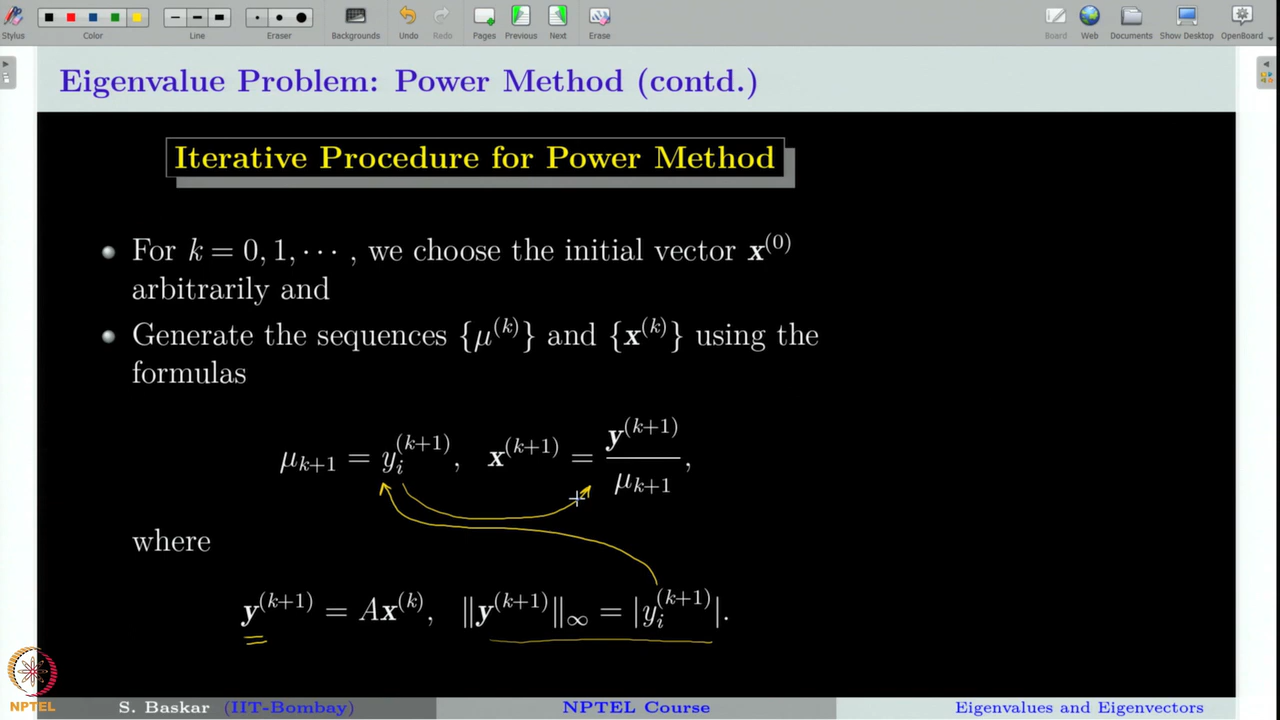 Stylus Color Line Eraser Backgrounds Undo Redo Pages Previous Next Erase Board Web Documents Show Desktop OpenBoard
Eigenvalue Problem: Power Method (contd.)
Iterative Procedure for Power Method
For k = 0, 1, ⋯ , we choose the initial vector x^(0)
arbitrarily and
Generate the sequences {μ^(k)} and {x^(k)} using the
formulas
μ_{k+1} = y_i^{(k+1)}, x^{(k+1)} = y^{(k+1)} / μ_{k+1},
where
y^{(k+1)} = Ax^{(k)}, ‖y^{(k+1)}‖_∞ = |y_i^{(k+1)}|.
NPTEL
S. Baskar (IIT-Bombay) NPTEL Course Eigenvalues and Eigenvectors